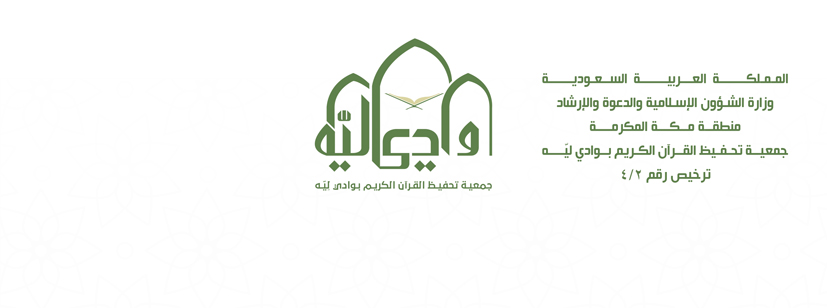 المملكة العربية السعودية
وزارة الشؤون الإسلامية والدعوة والإرشاد
منطقة مكة المكرمة
جمعية تحفيظ القرآن الكريم بوادي ليَه
ترخيص رقم ٤/٢
وادي ليّه
جمعية تحفيظ القرآن الكريم بوادي ليَه